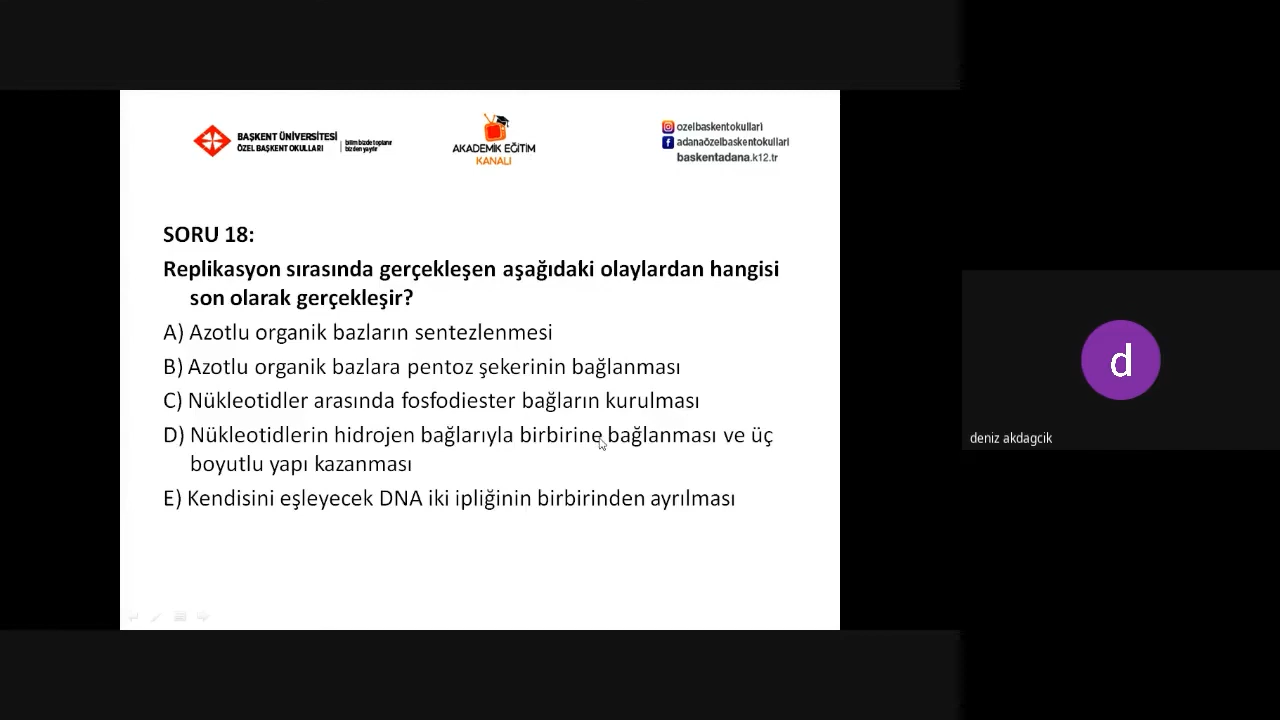 BAŞKENT ÜNİVERSİTESİ
ÖZEL BAŞKENT OKULLARI
bilim bizde toplanır
bizden yayılır
AKADEMİK EĞİTİM
KANALI
ozelbaskentokullari
adanaözelbaskentokullari
baskentadana.k12.tr
SORU 18:
Replikasyon sırasında gerçekleşen aşağıdaki olaylardan hangisi
son olarak gerçekleşir?
A) Azotlu organik bazların sentezlenmesi
B) Azotlu organik bazlara pentoz şekerinin bağlanması
C) Nükleotidler arasında fosfodiester bağların kurulması
D) Nükleotidlerin hidrojen bağlarıyla birbirine bağlanması ve üç
boyutlu yapı kazanması
E) Kendisini eşleyecek DNA iki ipliğinin birbirinden ayrılması
d
deniz akdagcik